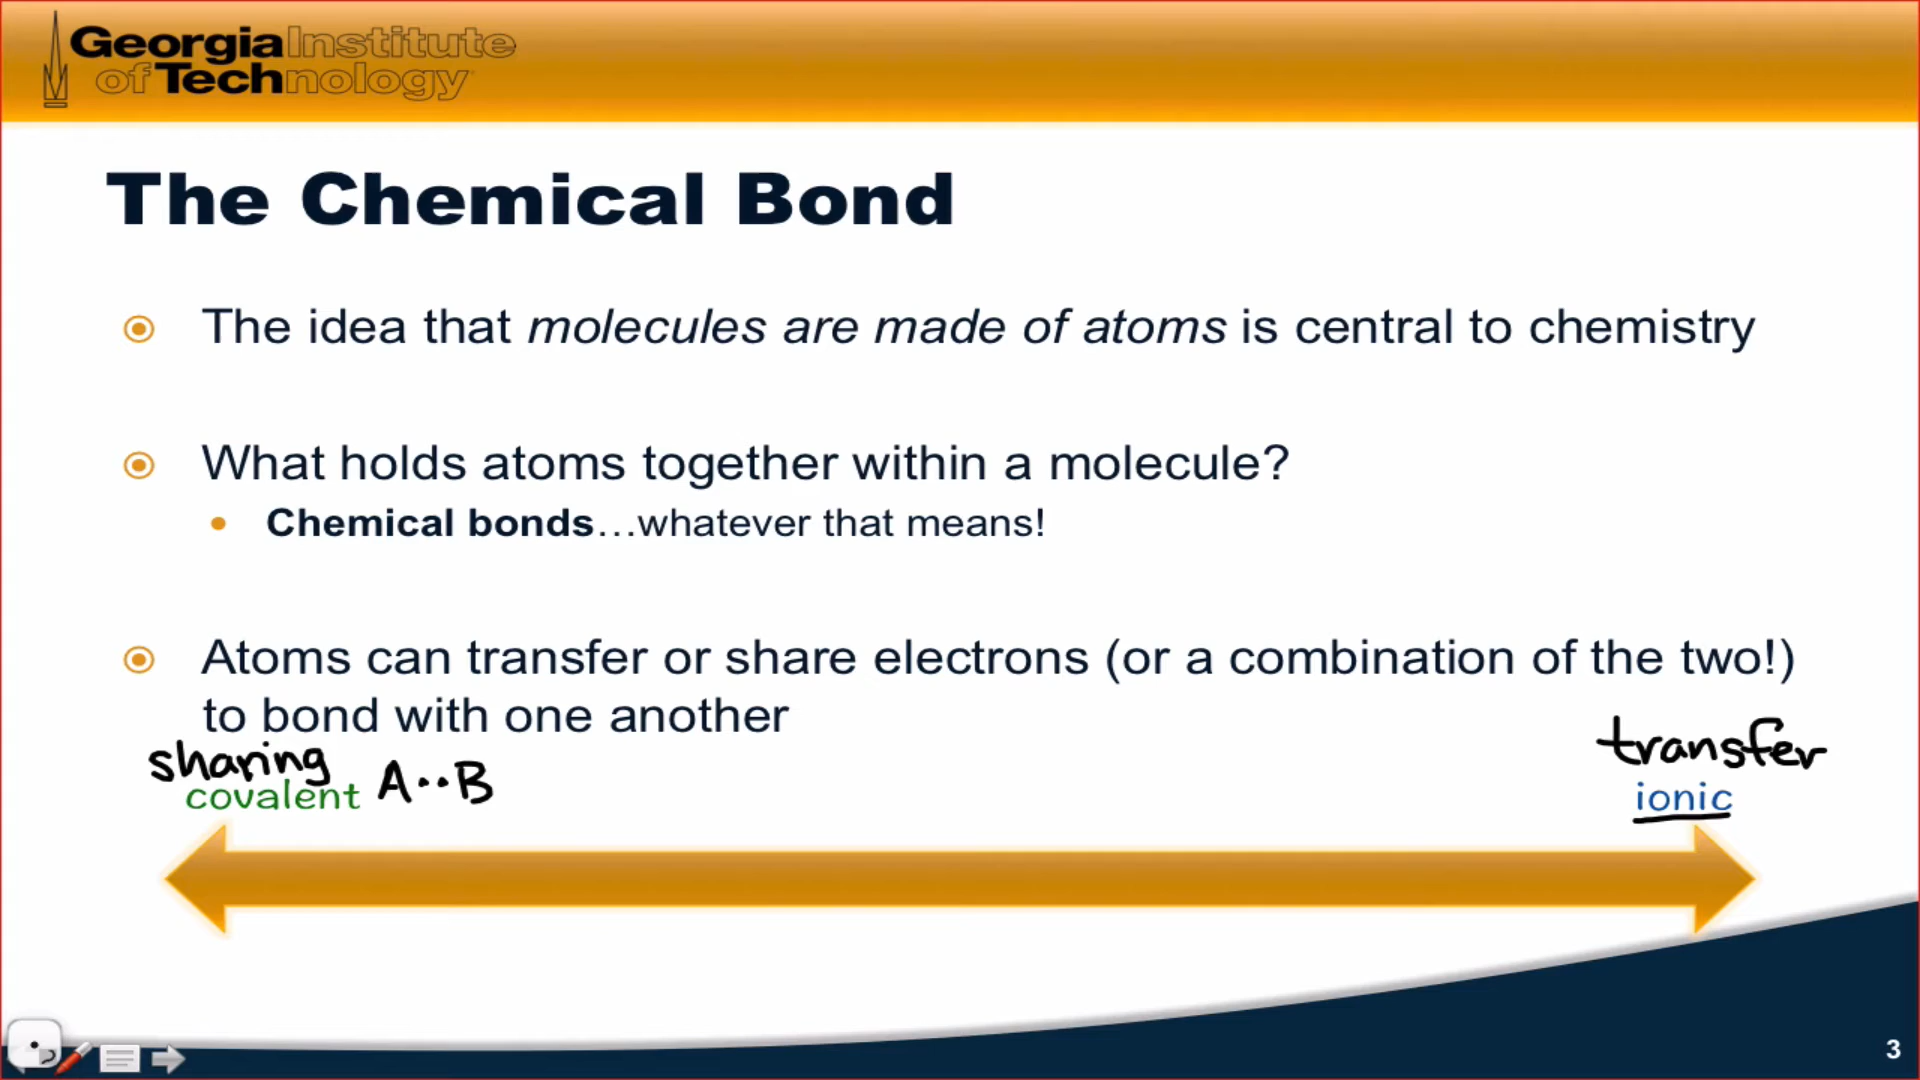 Georgia Institute
of Technology
The Chemical Bond
The idea that molecules are made of atoms is central to chemistry
What holds atoms together within a molecule?
Chemical bonds…whatever that means!
Atoms can transfer or share electrons (or a combination of the two!)
to bond with one another
sharing
covalent A··B
transfer
ionic
3